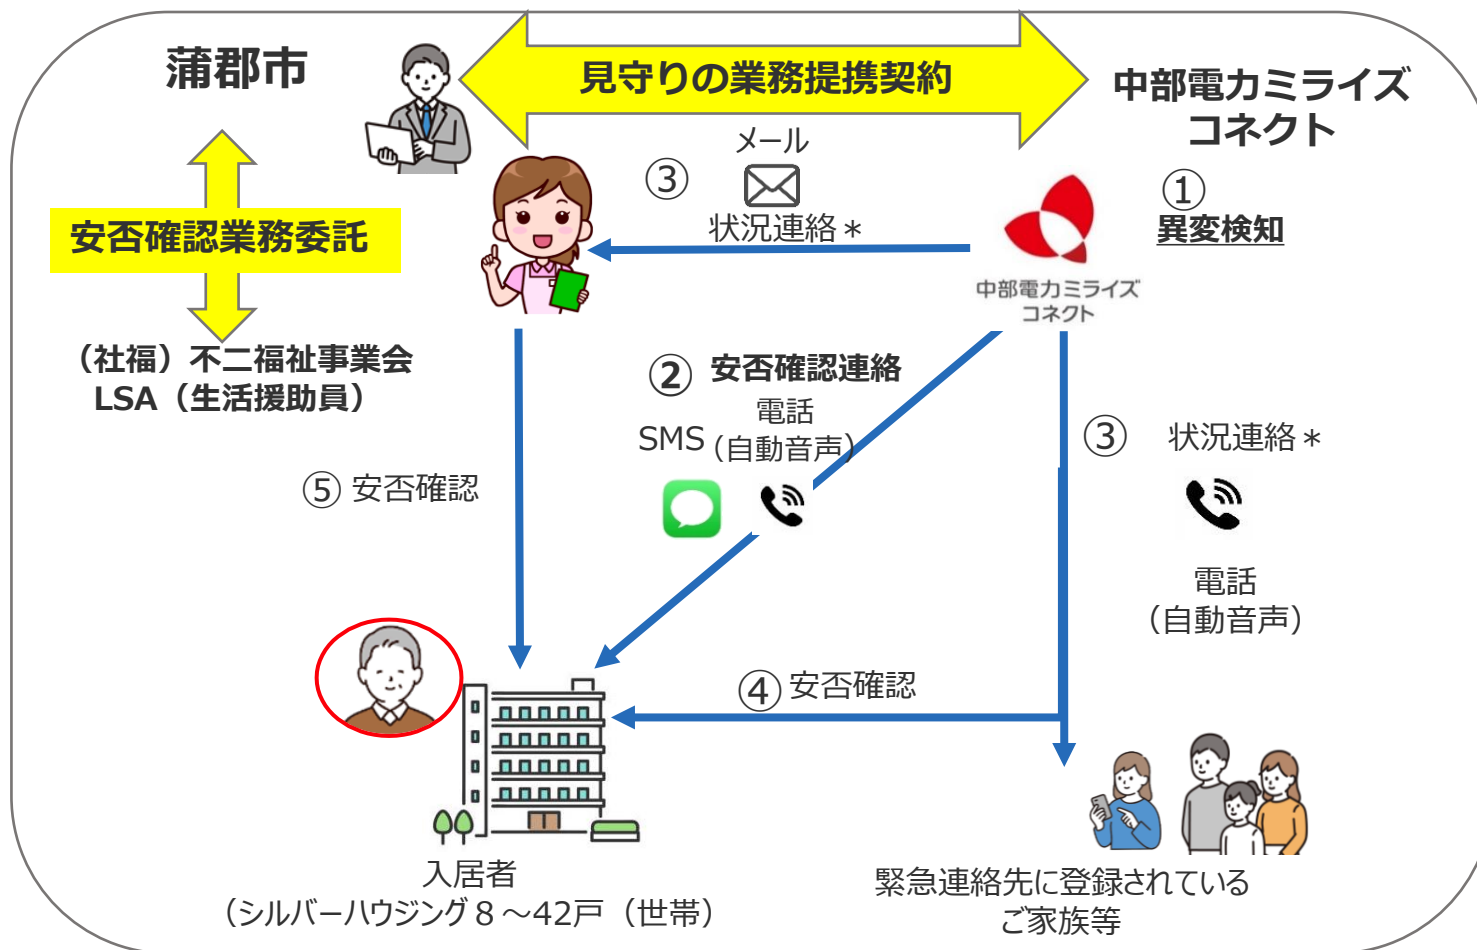 蒲郡市
見守りの業務提携契約
中部電力ミライズ
コネクト
メール
③
状況連絡＊
①
異変検知
安否確認業務委託
中部電力ミライズ
コネクト
（社福）不二福祉事業会
LSA（生活援助員）
② 安否確認連絡
電話
SMS （自動音声）
③ 状況連絡＊
電話
（自動音声）
⑤ 安否確認
④ 安否確認
入居者
（シルバーハウジング８～42戸（世帯）
緊急連絡先に登録されている
ご家族等